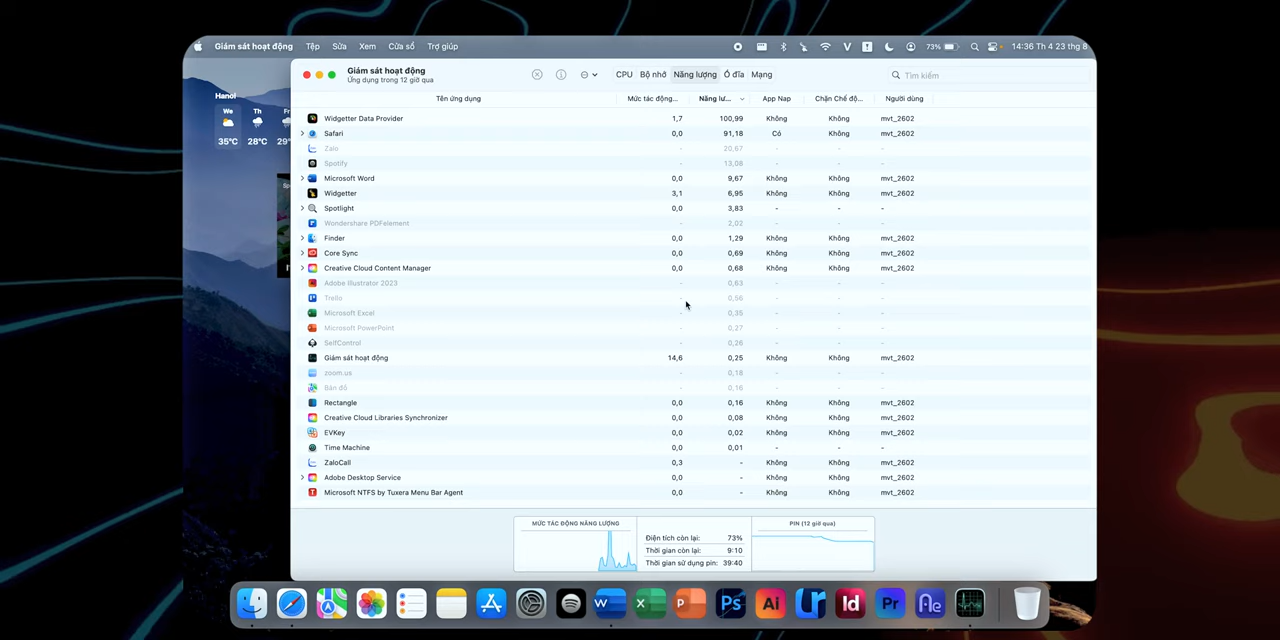 Giám sát hoạt động Tệp Sửa Xem Cửa sổ Trợ giúp V 73% 14:36 Th 4 23 thg 8
Giám sát hoạt động
Ứng dụng trong 12 giờ qua
CPU Bộ nhớ Năng lượng Ổ đĩa Mạng
Tìm kiếm
Hanoi
We Th Fr
35°C 28°C 29°
Tên ứng dụng Mức tác động... Năng lư... App Nap Chặn Chế độ... Người dùng
Widgetter Data Provider 1,7 100,99 Không Không mvt_2602
Safari 0,0 91,18 Có Không mvt_2602
Zalo - 20,67 - - -
Spotify - 13,08 - - -
Microsoft Word 0,0 9,67 Không Không mvt_2602
Widgetter 3,1 6,95 Không Không mvt_2602
Spotlight 0,0 3,83 - - -
Wondershare PDFelement - 2,02 - - -
Finder 0,0 1,29 Không Không mvt_2602
Core Sync 0,0 0,69 Không Không mvt_2602
Creative Cloud Content Manager 0,0 0,68 Không Không mvt_2602
Adobe Illustrator 2023 - 0,63 - - -
Trello - 0,56 - - -
Microsoft Excel - 0,35 - - -
Microsoft PowerPoint - 0,27 - - -
SelfControl - 0,26 - - -
Giám sát hoạt động 14,6 0,25 Không Không mvt_2602
zoom.us - 0,18 - - -
Bản đồ - 0,16 - - -
Rectangle 0,0 0,16 Không Không mvt_2602
Creative Cloud Libraries Synchronizer 0,0 0,08 Không Không mvt_2602
EVKey 0,0 0,02 Không Không mvt_2602
Time Machine 0,0 0,01 - - -
ZaloCall 0,3 - Không Không mvt_2602
Adobe Desktop Service 0,0 - Không Không mvt_2602
Microsoft NTFS by Tuxera Menu Bar Agent 0,0 - Không Không mvt_2602
MỨC TÁC ĐỘNG NĂNG LƯỢNG
Điện tích còn lại: 73%
Thời gian còn lại: 9:10
Thời gian sử dụng pin: 39:40
PIN (12 giờ qua)
W X P Ps Ai Lr Id Pr Ae